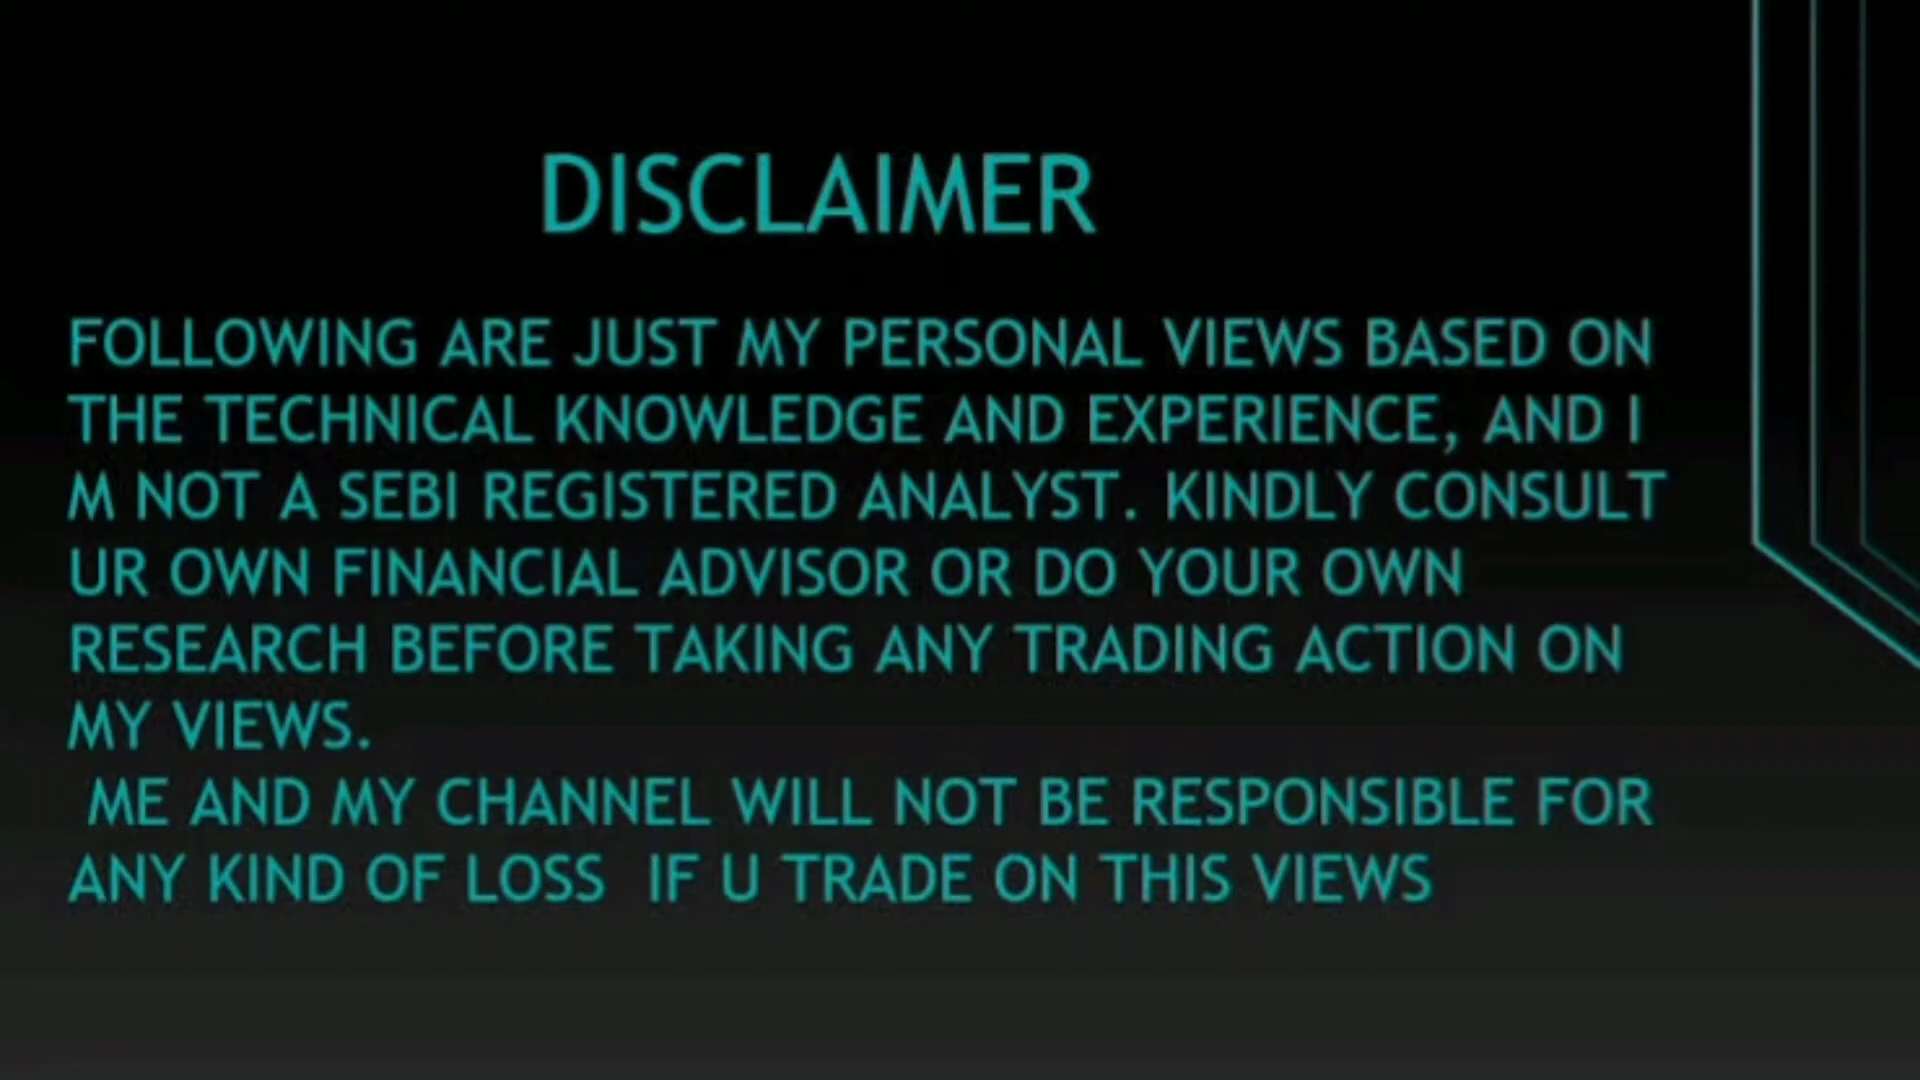 DISCLAIMER
FOLLOWING ARE JUST MY PERSONAL VIEWS BASED ON
THE TECHNICAL KNOWLEDGE AND EXPERIENCE, AND I
M NOT A SEBI REGISTERED ANALYST. KINDLY CONSULT
UR OWN FINANCIAL ADVISOR OR DO YOUR OWN
RESEARCH BEFORE TAKING ANY TRADING ACTION ON
MY VIEWS.
ME AND MY CHANNEL WILL NOT BE RESPONSIBLE FOR
ANY KIND OF LOSS  IF U TRADE ON THIS VIEWS